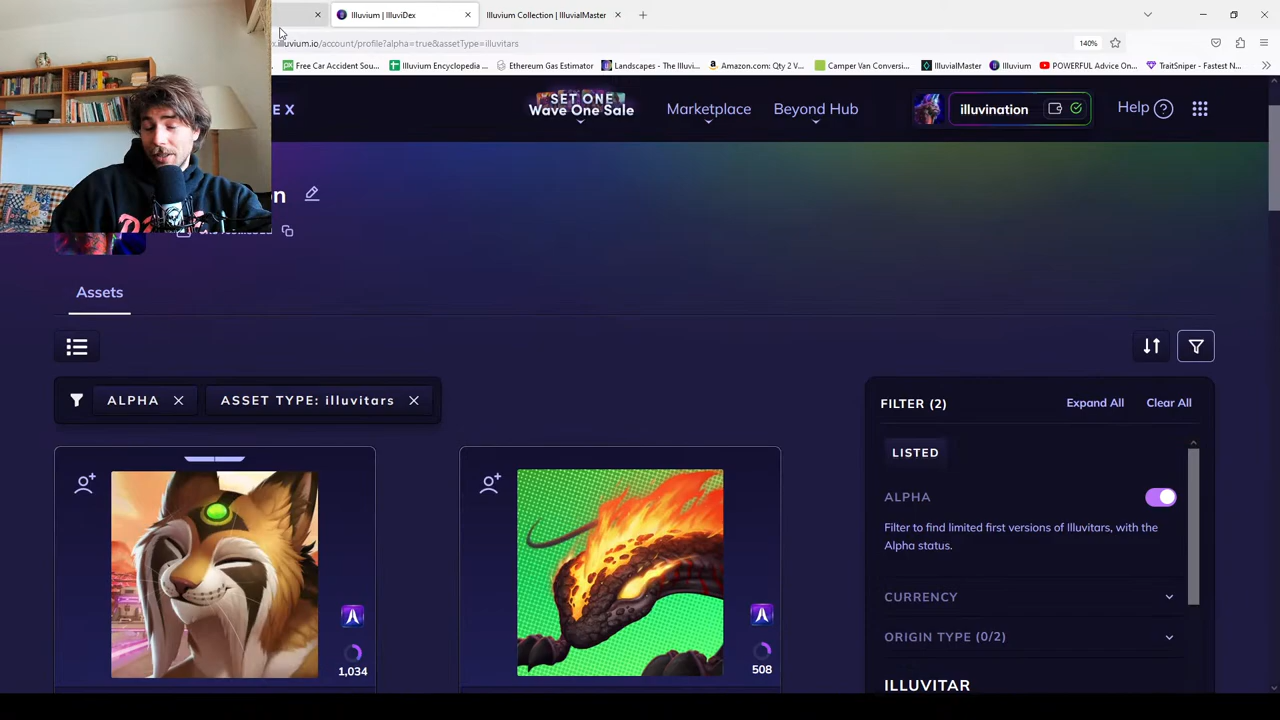 Illuvium | IlluviDex
Illuvium Collection | IlluvialMaster
.illuvium.io/account/profile?alpha=true&assetType=illuvitars
140%
Free Car Accident Sou...
Illuvium Encyclopedia ...
Ethereum Gas Estimator
Landscapes - The Illuvi...
Amazon.com: Qty 2 V...
Camper Van Conversi...
IlluvialMaster
Illuvium
POWERFUL Advice On...
TraitSniper - Fastest N...
EX
SET ONE
Wave One Sale
Marketplace
Beyond Hub
illuvination
Help
on
Assets
ALPHA
ASSET TYPE: illuvitars
FILTER (2)
Expand All
Clear All
LISTED
ALPHA
Filter to find limited first versions of Illuvitars, with the
Alpha status.
CURRENCY
ORIGIN TYPE (0/2)
ILLUVITAR
1,034
508